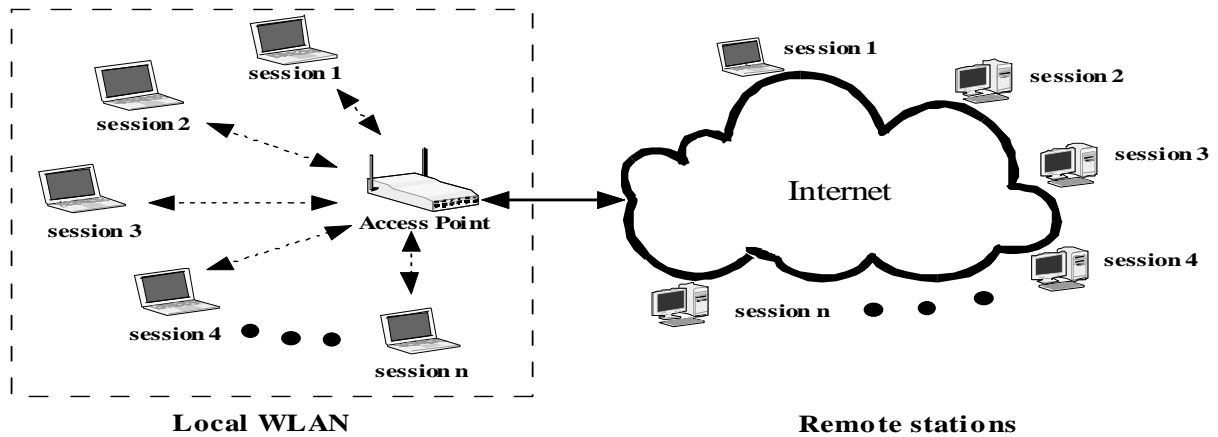 session 1
session 2
session 3
session 4
session n
Access Point
Local WLAN
session 1
session 2
session 3
session 4
session n
Internet
Remote stations